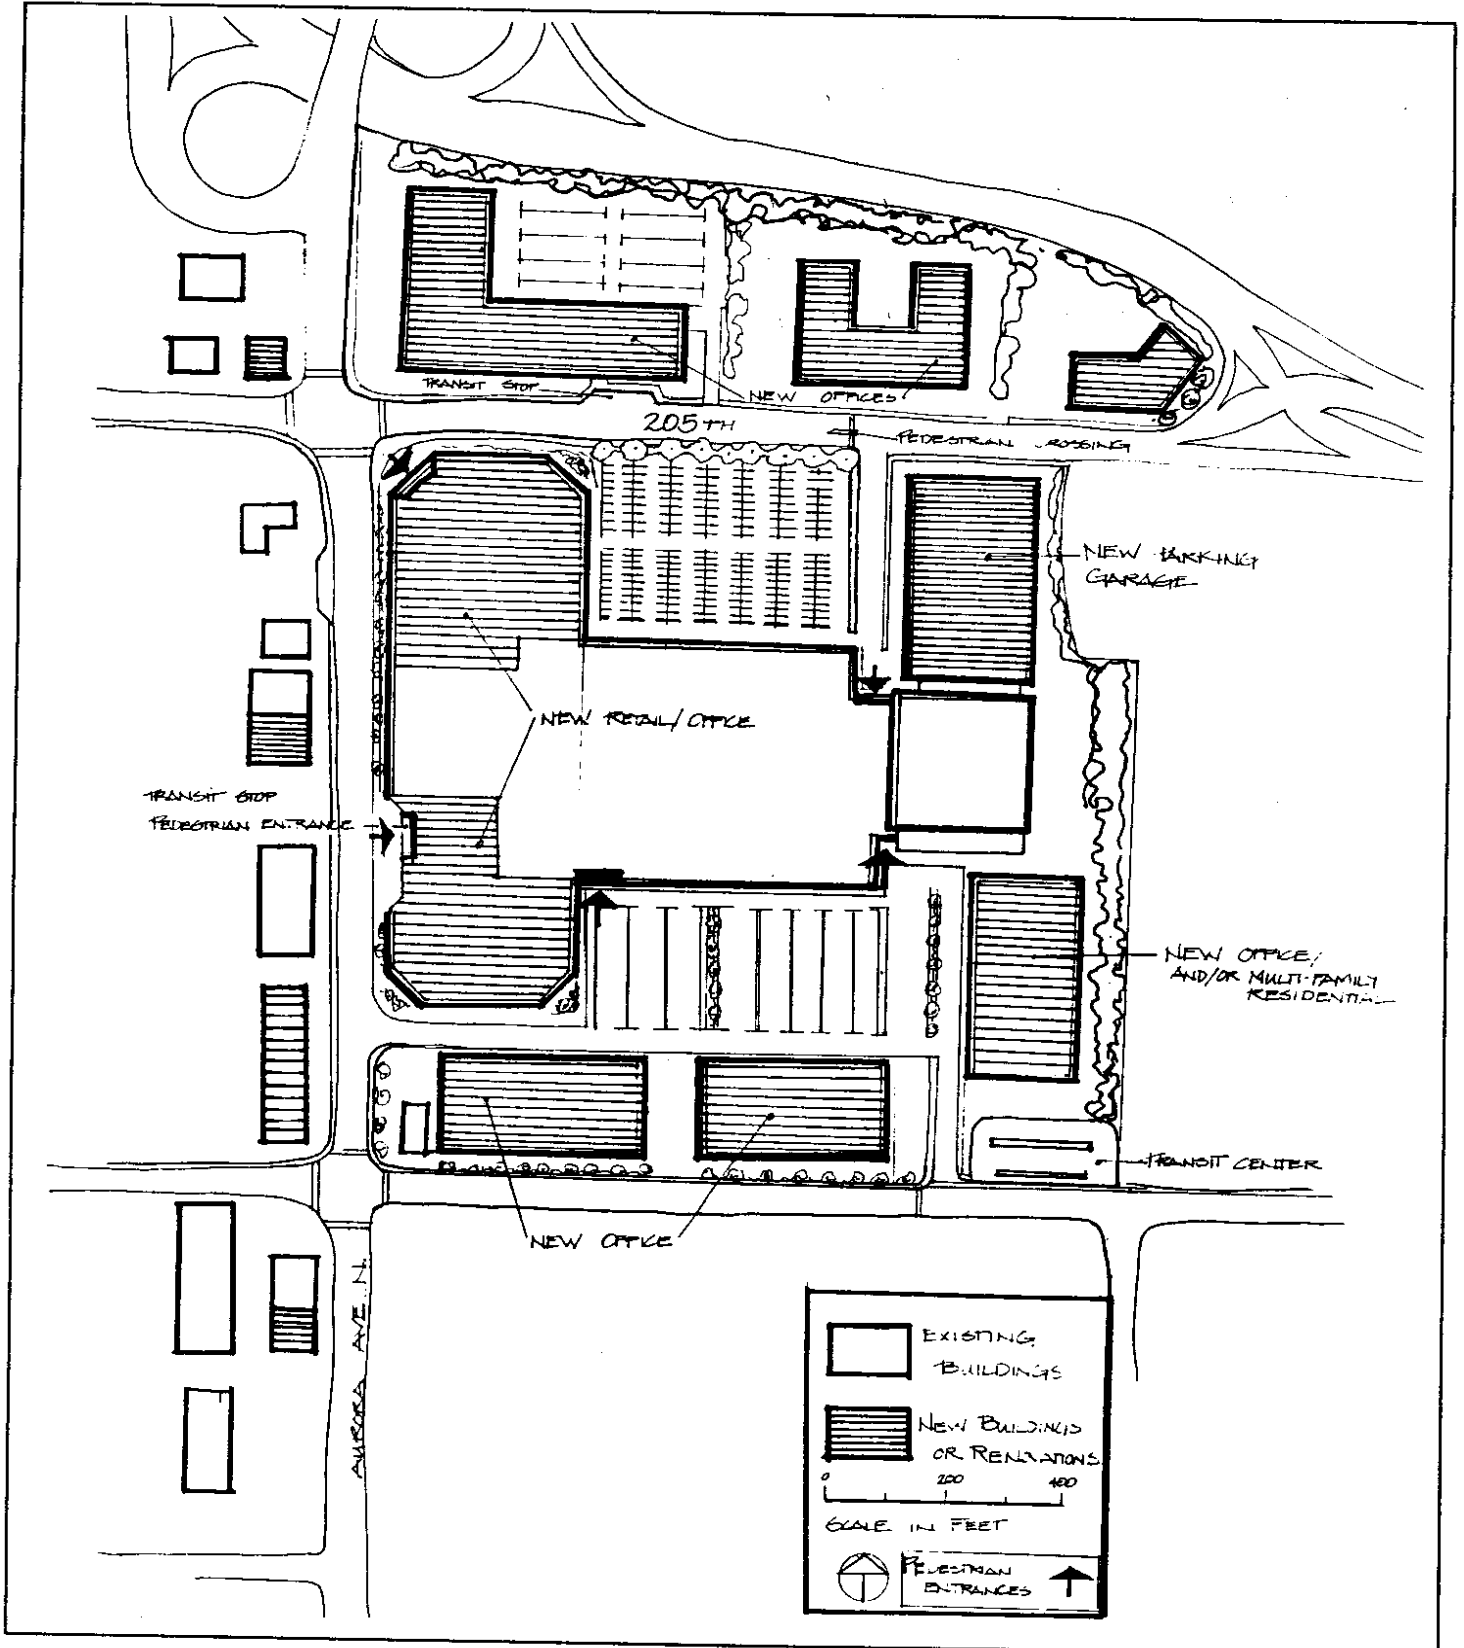 TRANSIT STOP
NEW OFFICES
205TH
PEDESTRIAN CROSSING
NEW PARKING
GARAGE
NEW RETAIL/OFFICE
TRANSIT STOP
PEDESTRIAN ENTRANCE
NEW OFFICE/
AND/OR MULTI-FAMILY
RESIDENTIAL
TRANSIT CENTER
NEW OFFICE
AURORA AVE. N.
EXISTING
BUILDINGS
NEW BUILDINGS
OR RENOVATIONS
0 200 400
SCALE IN FEET
PEDESTRIAN
ENTRANCES